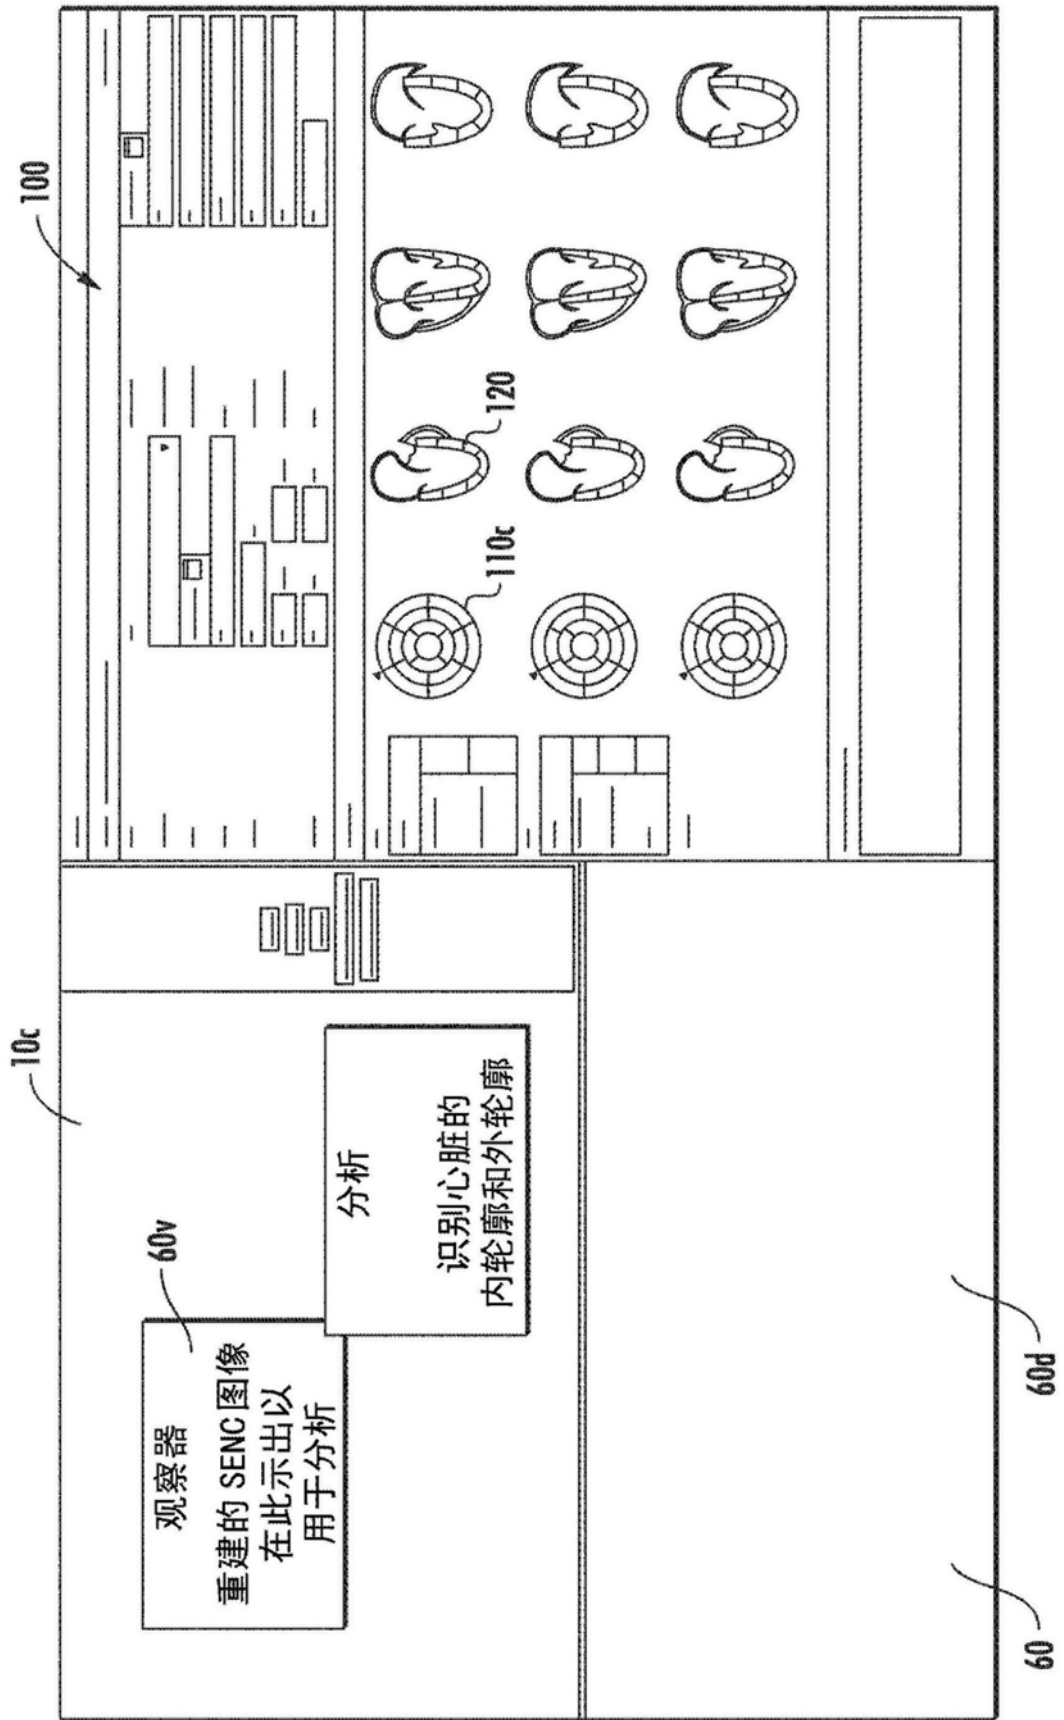 10c
60v
观察器
重建的 SENC 图像
在此示出以
用于分析
分析
识别心脏的
内轮廓和外轮廓
100
120
110c
60
60d